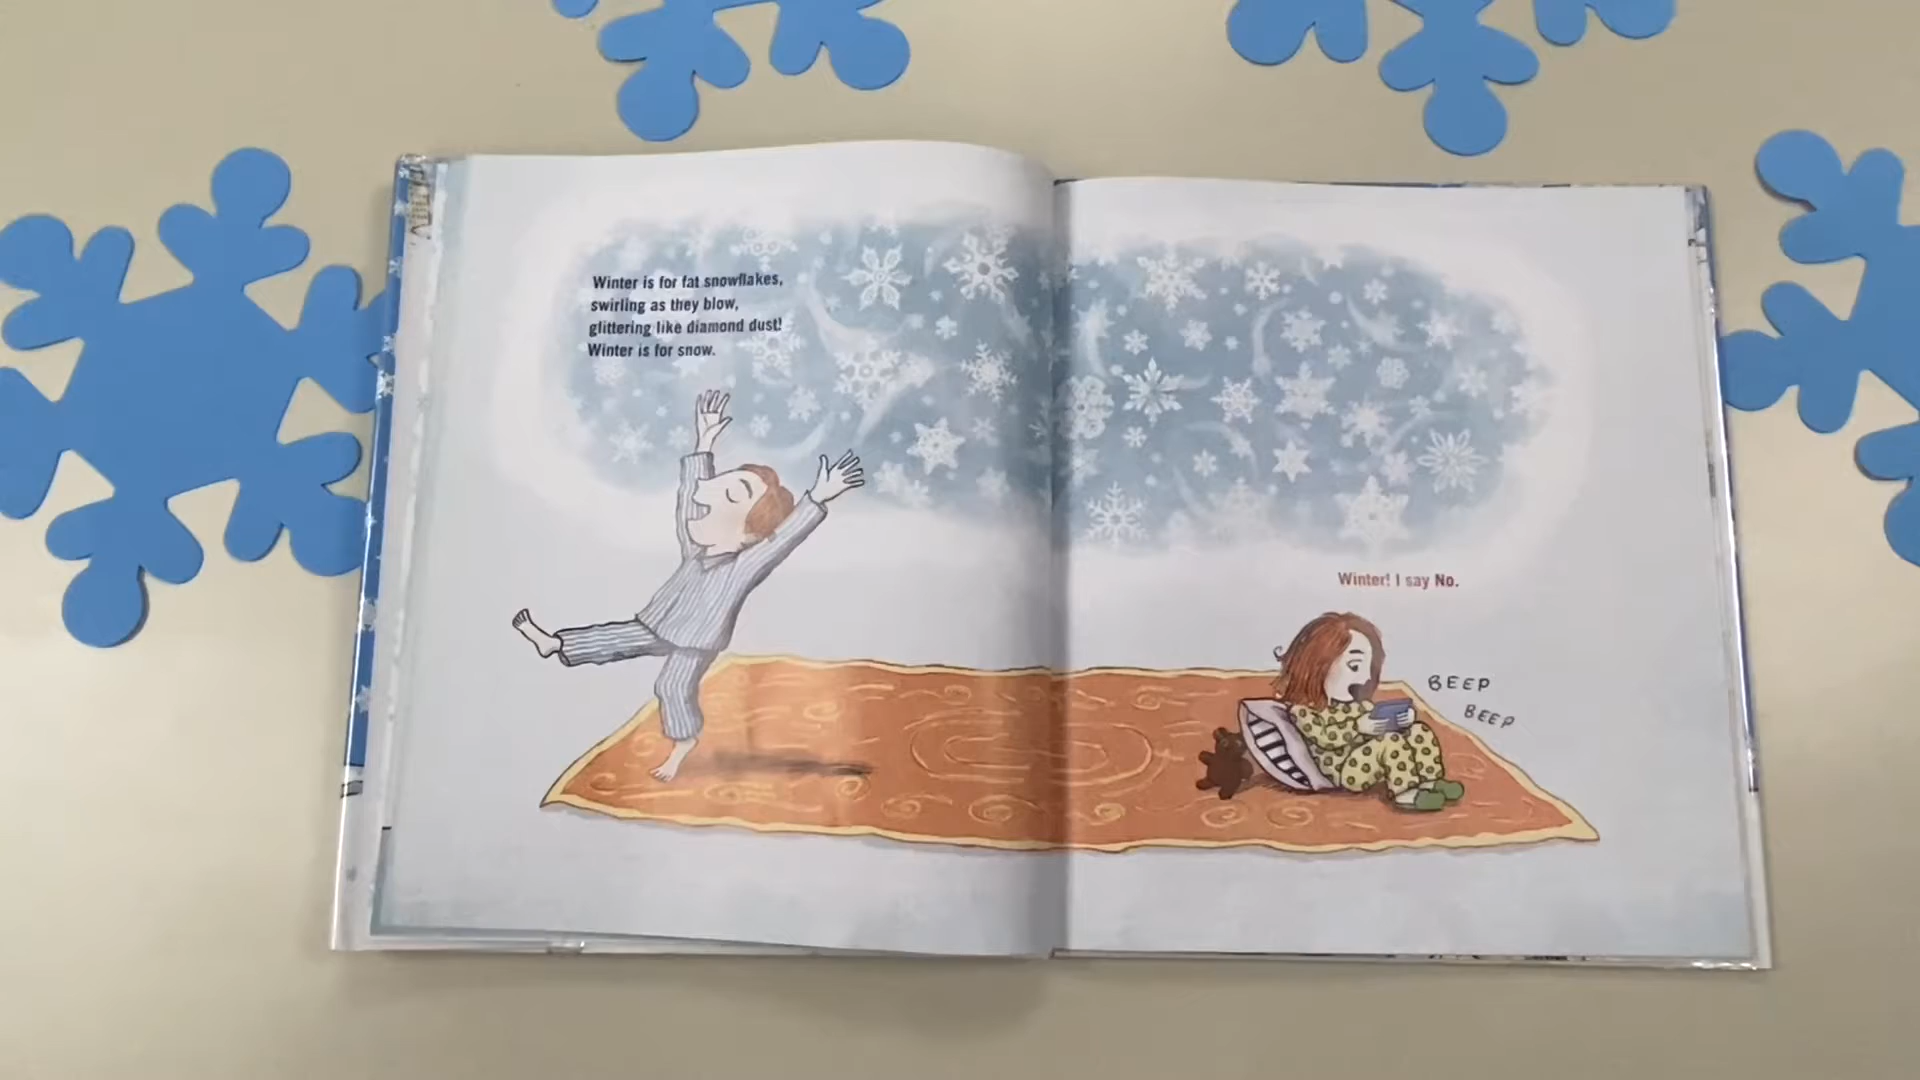 Winter is for fat snowflakes,
swirling as they blow,
glittering like diamond dust!
Winter is for snow.
Winter! I say No.
BEEP
BEEP